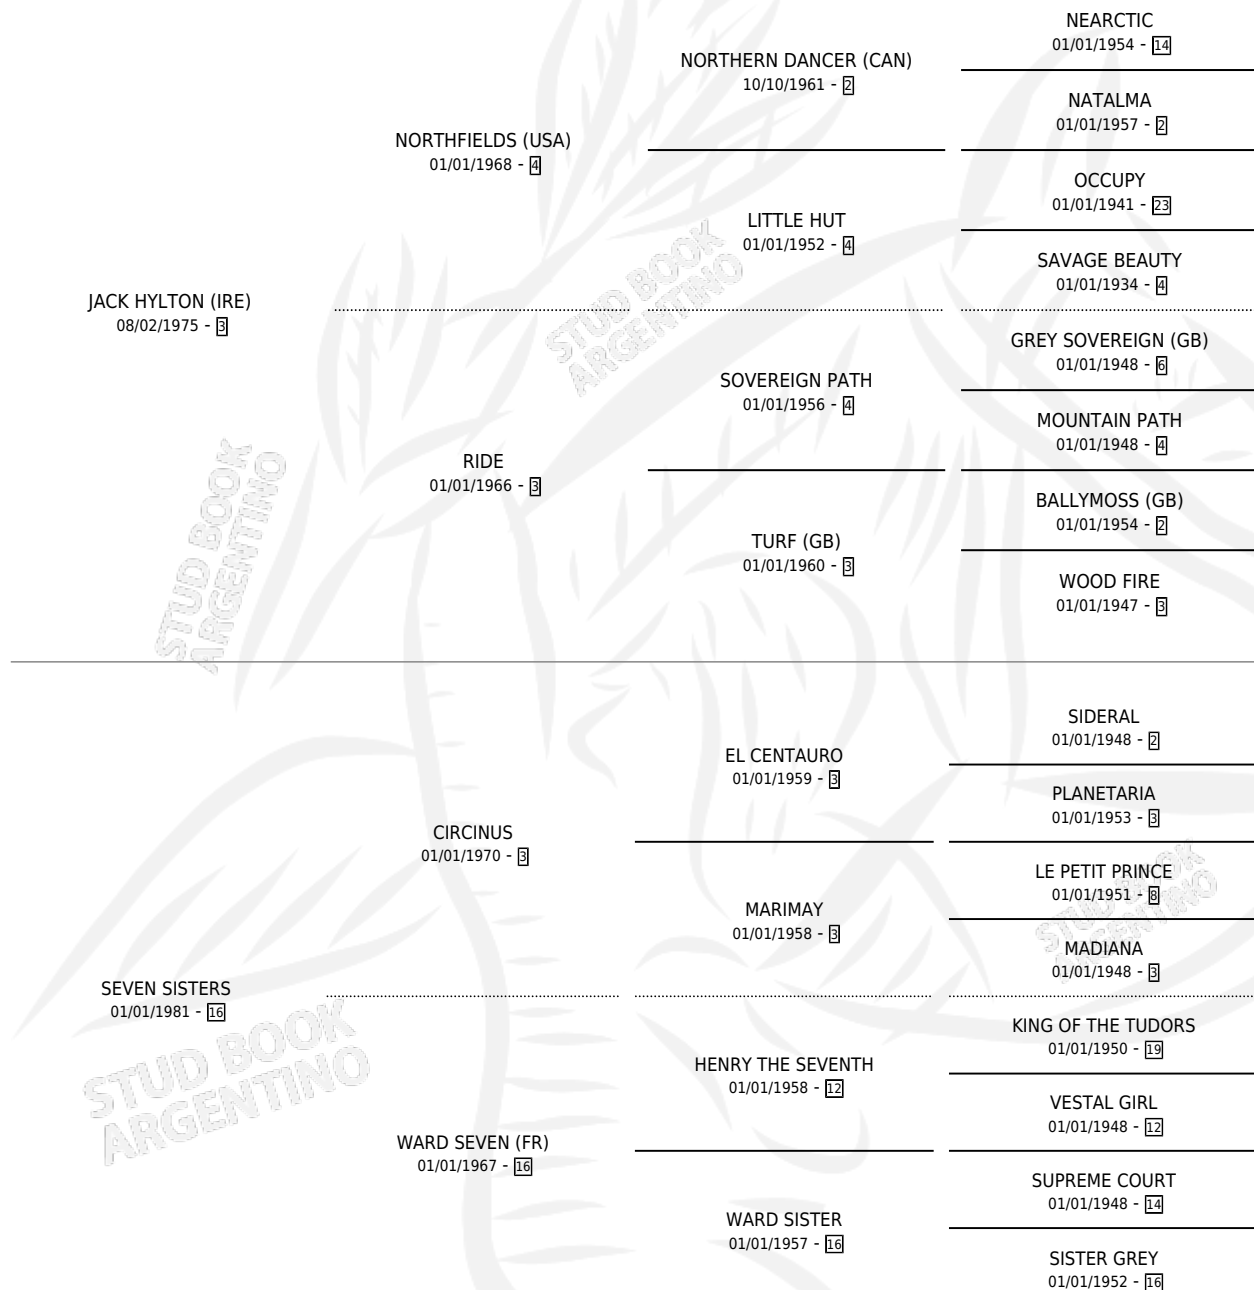 NEARCTIC
01/01/1954 - 14
NORTHERN DANCER (CAN)
10/10/1961 - 2
NATALMA
01/01/1957 - 2
NORTHFIELDS (USA)
01/01/1968 - 4
OCCUPY
01/01/1941 - 23
LITTLE HUT
01/01/1952 - 4
SAVAGE BEAUTY
01/01/1934 - 4
JACK HYLTON (IRE)
08/02/1975 - 3
GREY SOVEREIGN (GB)
01/01/1948 - 6
SOVEREIGN PATH
01/01/1956 - 4
MOUNTAIN PATH
01/01/1948 - 4
RIDE
01/01/1966 - 3
BALLYMOSS (GB)
01/01/1954 - 2
TURF (GB)
01/01/1960 - 3
WOOD FIRE
01/01/1947 - 3
SIDERAL
01/01/1948 - 2
EL CENTAURO
01/01/1959 - 3
PLANETARIA
01/01/1953 - 3
CIRCINUS
01/01/1970 - 3
LE PETIT PRINCE
01/01/1951 - 8
MARIMAY
01/01/1958 - 3
MADIANA
01/01/1948 - 3
SEVEN SISTERS
01/01/1981 - 16
KING OF THE TUDORS
01/01/1950 - 19
HENRY THE SEVENTH
01/01/1958 - 12
VESTAL GIRL
01/01/1948 - 12
WARD SEVEN (FR)
01/01/1967 - 16
SUPREME COURT
01/01/1948 - 14
WARD SISTER
01/01/1957 - 16
SISTER GREY
01/01/1952 - 16
STUD BOOK
ARGENTINO
STUD BOOK
ARGENTINO
STUD BOOK
ARGENTINO
STUD BOOK
ARGENTINO